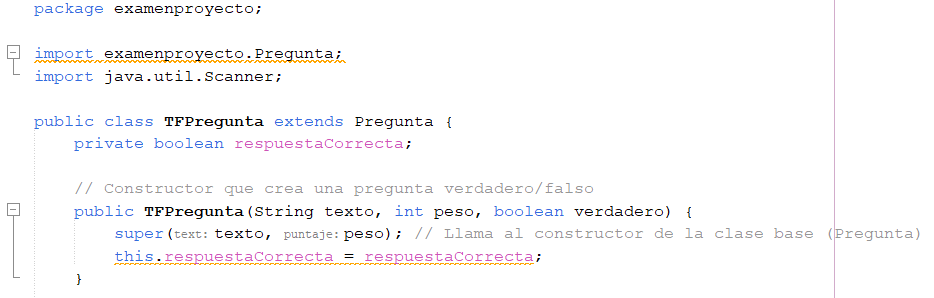 package examenproyecto;
import examenproyecto.Pregunta;
import java.util.Scanner;
public class TFPregunta extends Pregunta {
private boolean respuestaCorrecta;
// Constructor que crea una pregunta verdadero/falso
public TFPregunta(String texto, int peso, boolean verdadero) {
super(text: texto, puntaje: peso); // Llama al constructor de la clase base (Pregunta)
this.respuestaCorrecta = respuestaCorrecta;
}